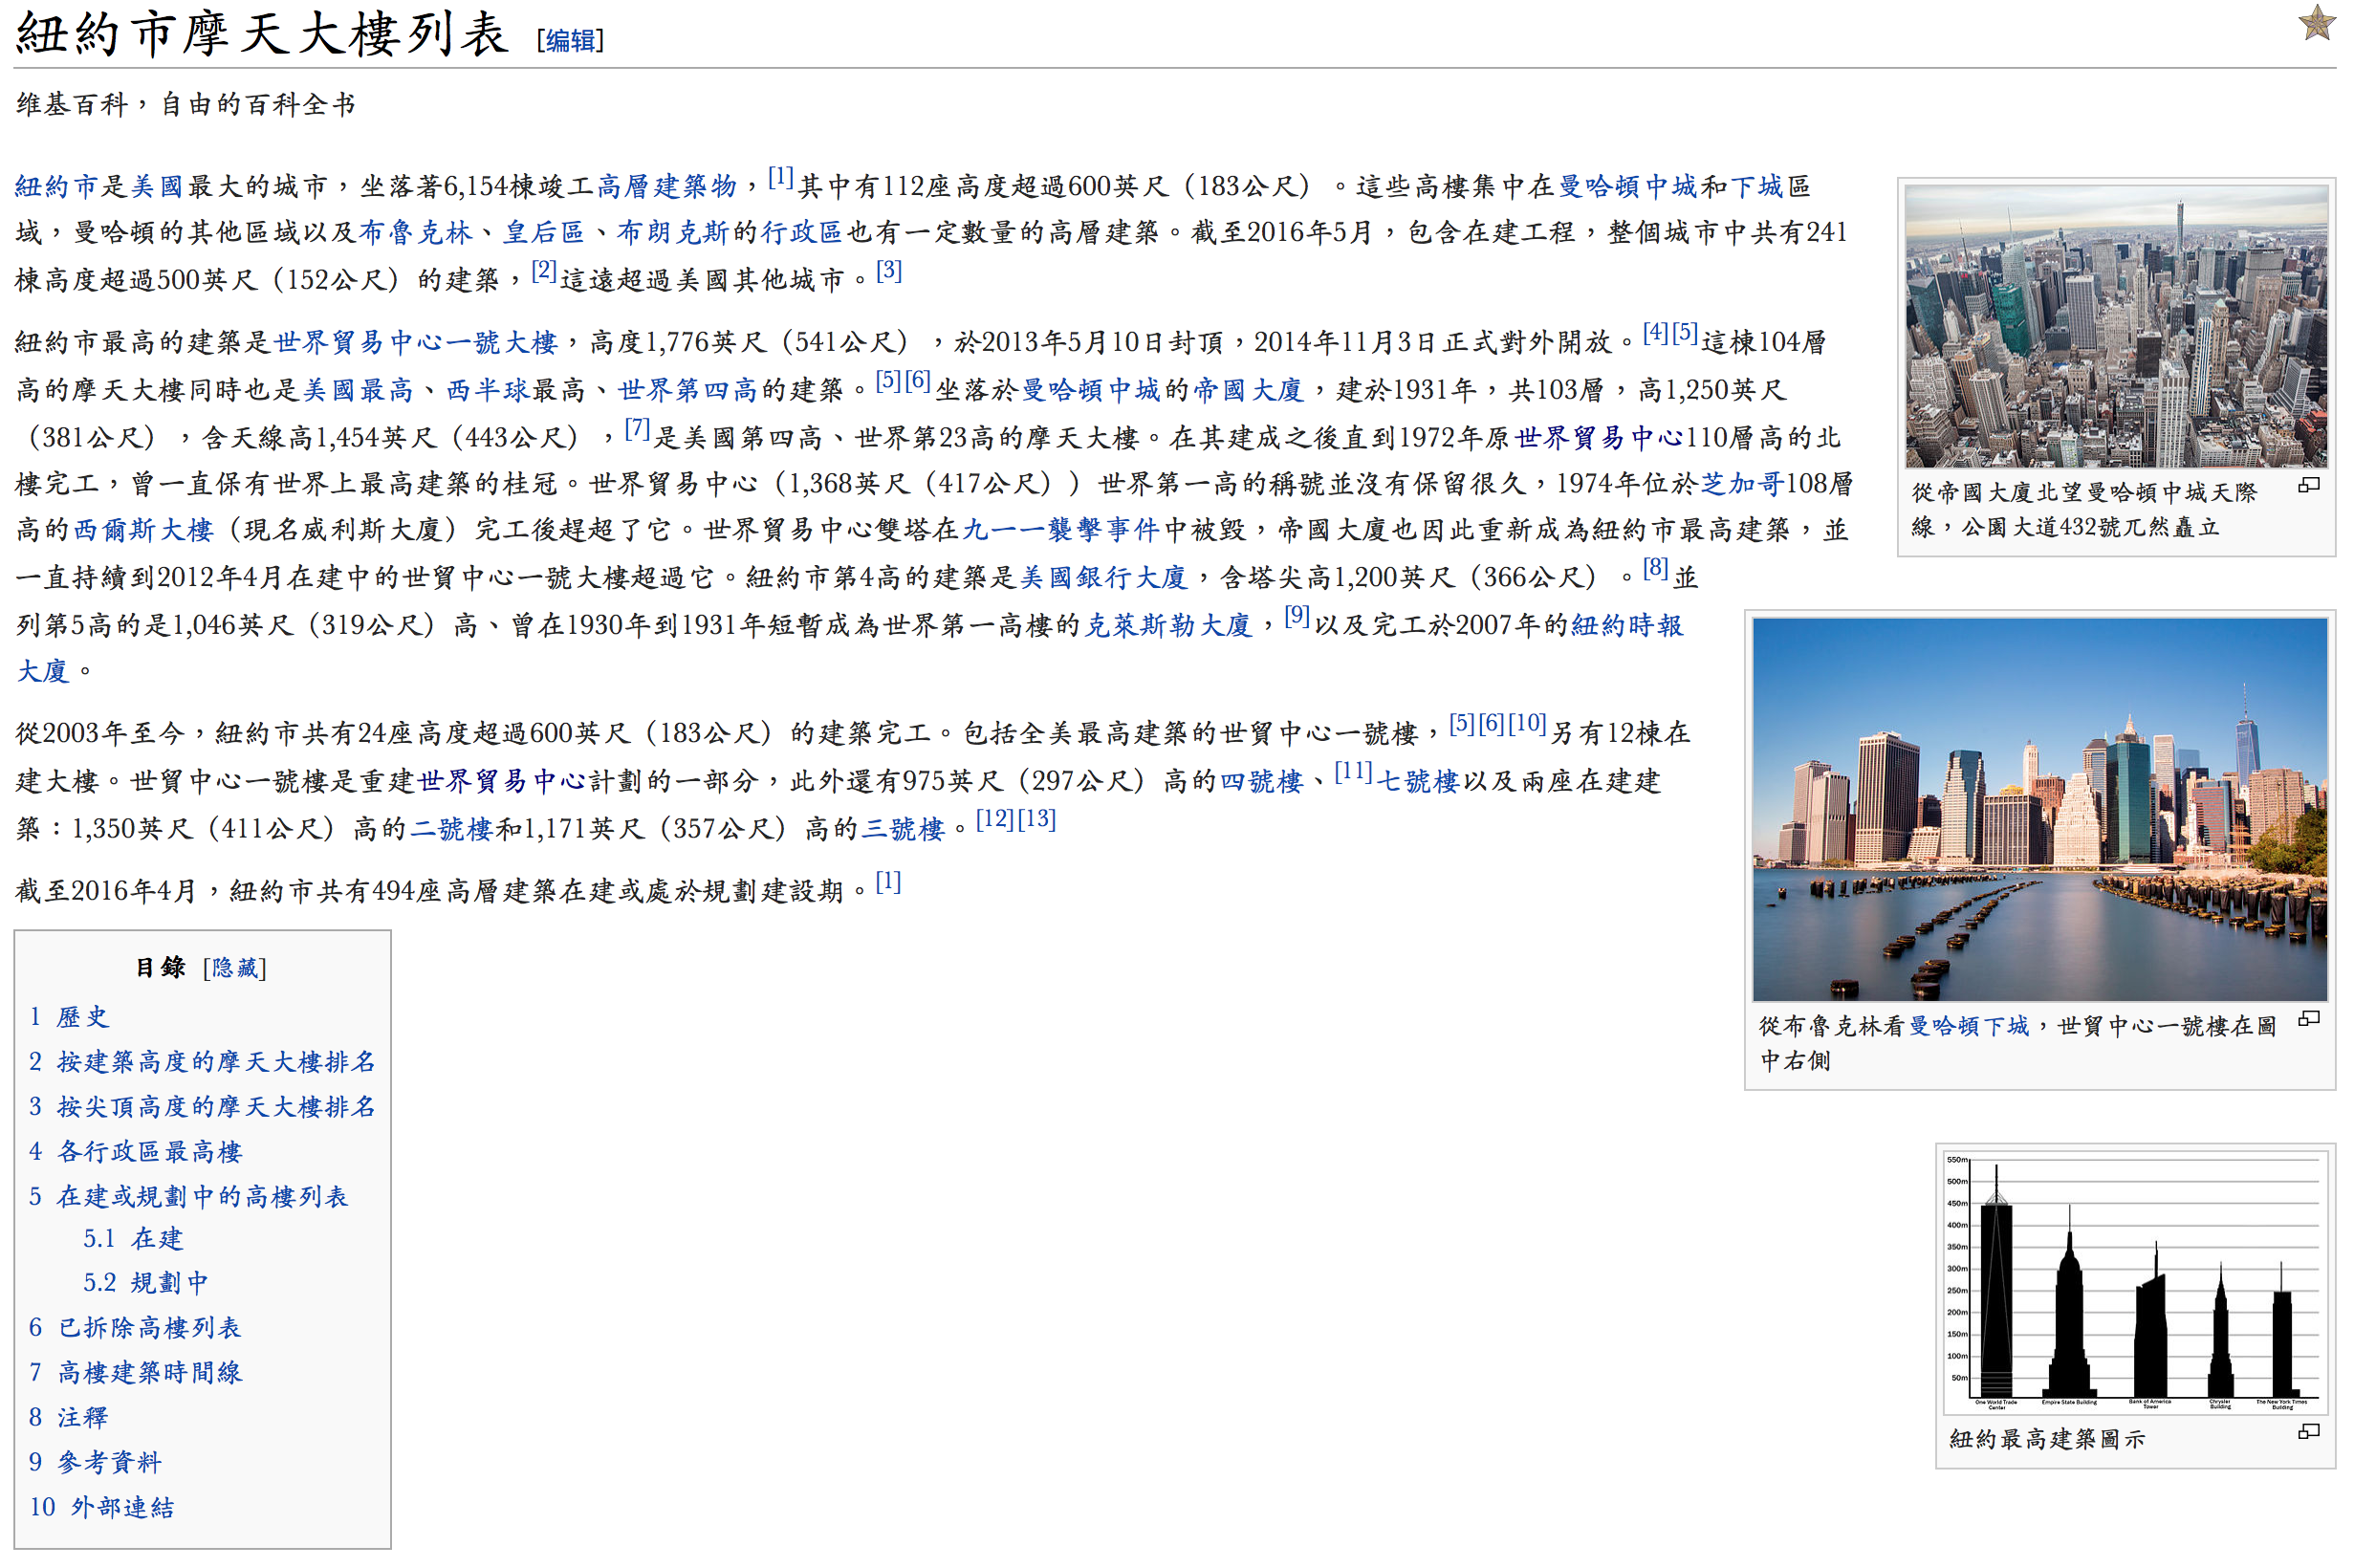 紐約市摩天大樓列表 [编辑]
维基百科，自由的百科全书
紐約市是美國最大的城市，坐落著6,154棟竣工高層建築物，[1]其中有112座高度超過600英尺（183公尺）。這些高樓集中在曼哈頓中城和下城區
域，曼哈頓的其他區域以及布魯克林、皇后區、布朗克斯的行政區也有一定數量的高層建築。截至2016年5月，包含在建工程，整個城市中共有241
棟高度超過500英尺（152公尺）的建築，[2]這遠超過美國其他城市。[3]
紐約市最高的建築是世界貿易中心一號大樓，高度1,776英尺（541公尺），於2013年5月10日封頂，2014年11月3日正式對外開放。[4][5]這棟104層
高的摩天大樓同時也是美國最高、西半球最高、世界第四高的建築。[5][6]坐落於曼哈頓中城的帝國大廈，建於1931年，共103層，高1,250英尺
（381公尺），含天線高1,454英尺（443公尺），[7]是美國第四高、世界第23高的摩天大樓。在其建成之後直到1972年原世界貿易中心110層高的北
樓完工，曾一直保有世界上最高建築的桂冠。世界貿易中心（1,368英尺（417公尺））世界第一高的稱號並沒有保留很久，1974年位於芝加哥108層
高的西爾斯大樓（現名威利斯大廈）完工後趕超了它。世界貿易中心雙塔在九一一襲擊事件中被毀，帝國大廈也因此重新成為紐約市最高建築，並
一直持續到2012年4月在建中的世貿中心一號大樓超過它。紐約市第4高的建築是美國銀行大廈，含塔尖高1,200英尺（366公尺）。[8]並
列第5高的是1,046英尺（319公尺）高、曾在1930年到1931年短暫成為世界第一高樓的克萊斯勒大廈，[9]以及完工於2007年的紐約時報
大廈。
從2003年至今，紐約市共有24座高度超過600英尺（183公尺）的建築完工。包括全美最高建築的世貿中心一號樓，[5][6][10]另有12棟在
建大樓。世貿中心一號樓是重建世界貿易中心計劃的一部分，此外還有975英尺（297公尺）高的四號樓、[11]七號樓以及兩座在建建
築：1,350英尺（411公尺）高的二號樓和1,171英尺（357公尺）高的三號樓。[12][13]
截至2016年4月，紐約市共有494座高層建築在建或處於規劃建設期。[1]
目錄 [隐藏]
1 歷史
2 按建築高度的摩天大樓排名
3 按尖頂高度的摩天大樓排名
4 各行政區最高樓
5 在建或規劃中的高樓列表
5.1 在建
5.2 規劃中
6 已拆除高樓列表
7 高樓建築時間線
8 注釋
9 參考資料
10 外部連結
從帝國大廈北望曼哈頓中城天際
線，公園大道432號兀然矗立
從布魯克林看曼哈頓下城，世貿中心一號樓在圖
中右側
550m
500m
450m
400m
350m
300m
250m
200m
150m
100m
50m
One World Trade
Center
Empire State Building
Bank of America
Tower
Chrysler
Building
The New York Times
Building
紐約最高建築圖示